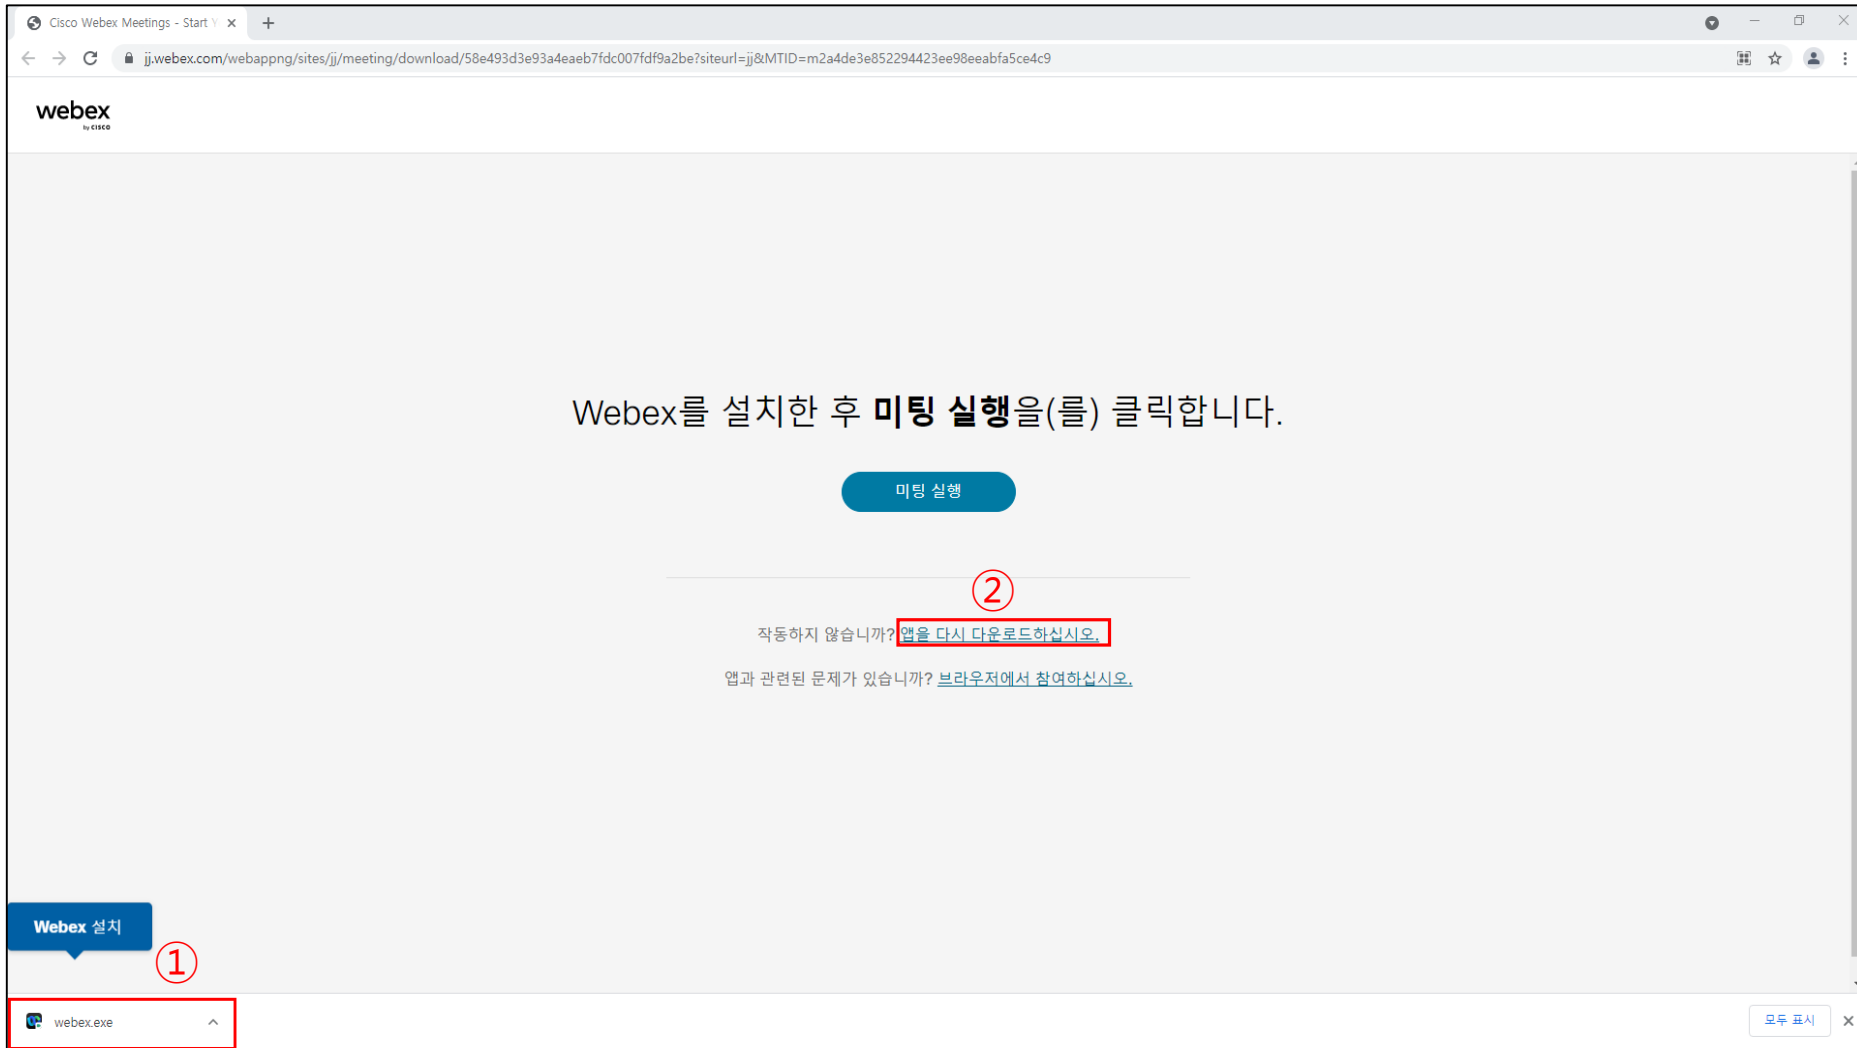 Cisco Webex Meetings - Start Y
jj.webex.com/webappng/sites/jj/meeting/download/58e493d3e93a4eaeb7fdc007fdf9a2be?siteurl=jj&MTID=m2a4de3e852294423ee98eeabfa5ce4c9
webex
by CISCO
Webex를 설치한 후 미팅 실행을(를) 클릭합니다.
미팅 실행
②
작동하지 않습니까? 앱을 다시 다운로드하십시오.
앱과 관련된 문제가 있습니까? 브라우저에서 참여하십시오.
Webex 설치
①
webex.exe
모두 표시